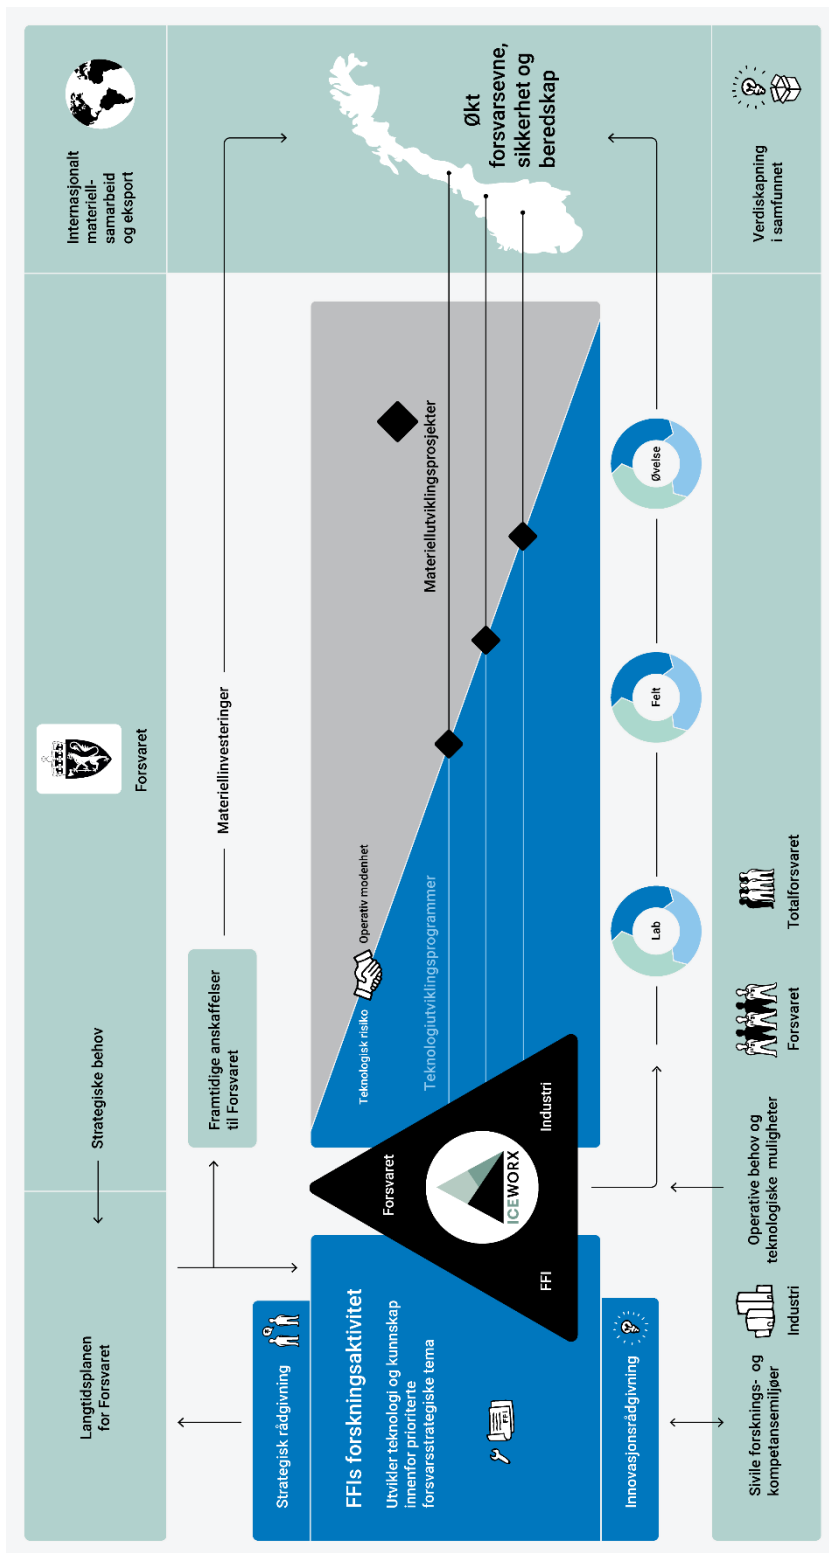 Langtidsplanen
for Forsvaret
Strategiske behov
Forsvaret
Internasjonalt
materiell-
samarbeid
og eksport
Framtidige anskaffelser
til Forsvaret
Materiellinvesteringer
Økt
forsvarsevne,
sikkerhet og
beredskap
Strategisk rådgivning
FFIs forskningsaktivitet
Utvikler teknologi og kunnskap
innenfor prioriterte
forsvarsstrategiske tema
FFI
Innovasjonsrådgivning
Forsvaret
ICEWORX
FFI
Industri
Teknologisk risiko
Operativ modenhet
Teknologiutviklingsprogrammer
Materiellutviklingsprosjekter
Lab
Felt
Øvelse
Sivile forsknings- og
kompetansemiljøer
Industri
Operative behov og
teknologiske muligheter
Forsvaret
Totalforsvaret
Verdiskapning
i samfunnet